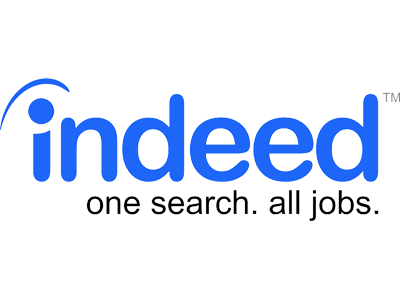 indeed™
one search. all jobs.